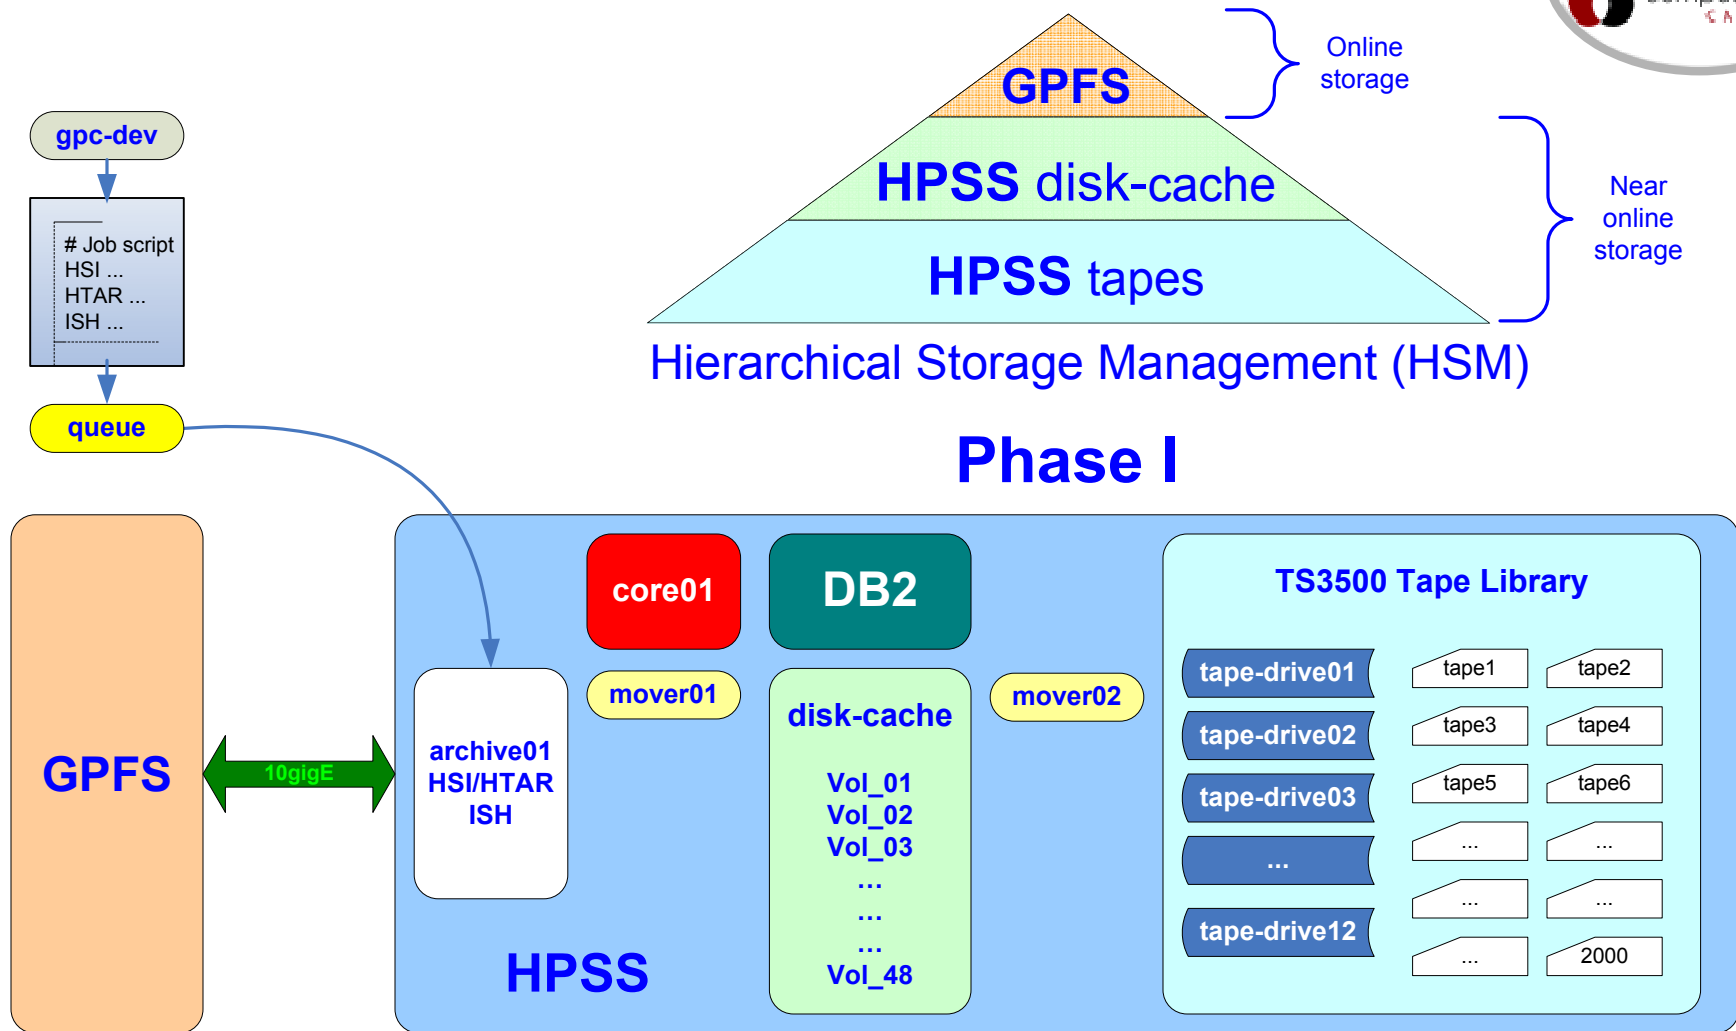 GPFS
HPSS disk-cache
HPSS tapes
Online
storage
Near
online
storage
Hierarchical Storage Management (HSM)
gpc-dev
# Job script
HSI ...
HTAR ...
ISH ...
queue
Phase I
GPFS
10gigE
archive01
HSI/HTAR
ISH
core01
DB2
mover01
disk-cache
Vol_01
Vol_02
Vol_03
...
...
...
Vol_48
mover02
HPSS
TS3500 Tape Library
tape-drive01
tape-drive02
tape-drive03
...
tape-drive12
tape1 tape2
tape3 tape4
tape5 tape6
... ...
... ...
... 2000